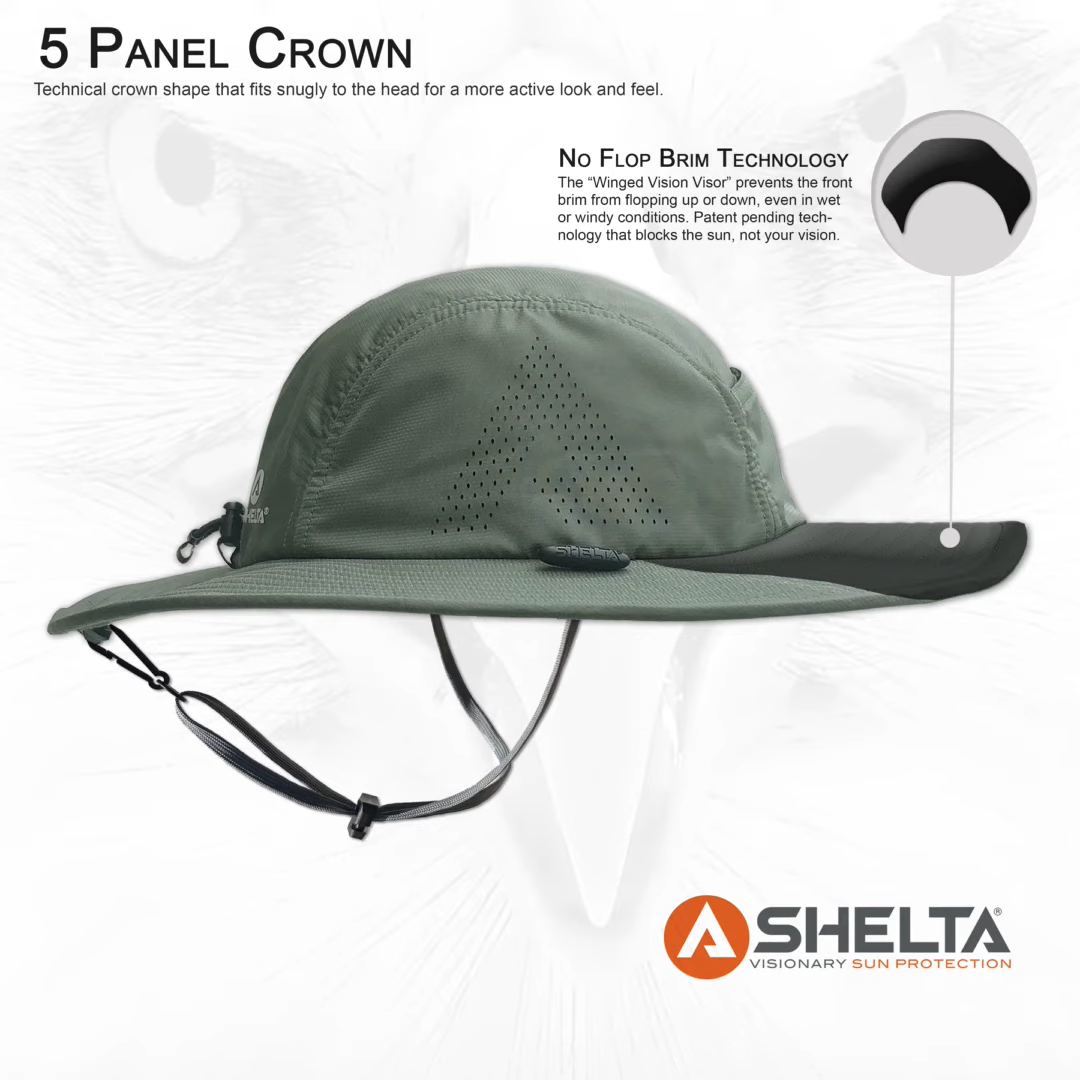 5 Panel Crown
Technical crown shape that fits snugly to the head for a more active look and feel.
No Flop Brim Technology
The “Winged Vision Visor” prevents the front
brim from flopping up or down, even in wet
or windy conditions. Patent pending tech-
nology that blocks the sun, not your vision.
SHELTA®
SHELTA
SHELTA®
VISIONARY SUN PROTECTION